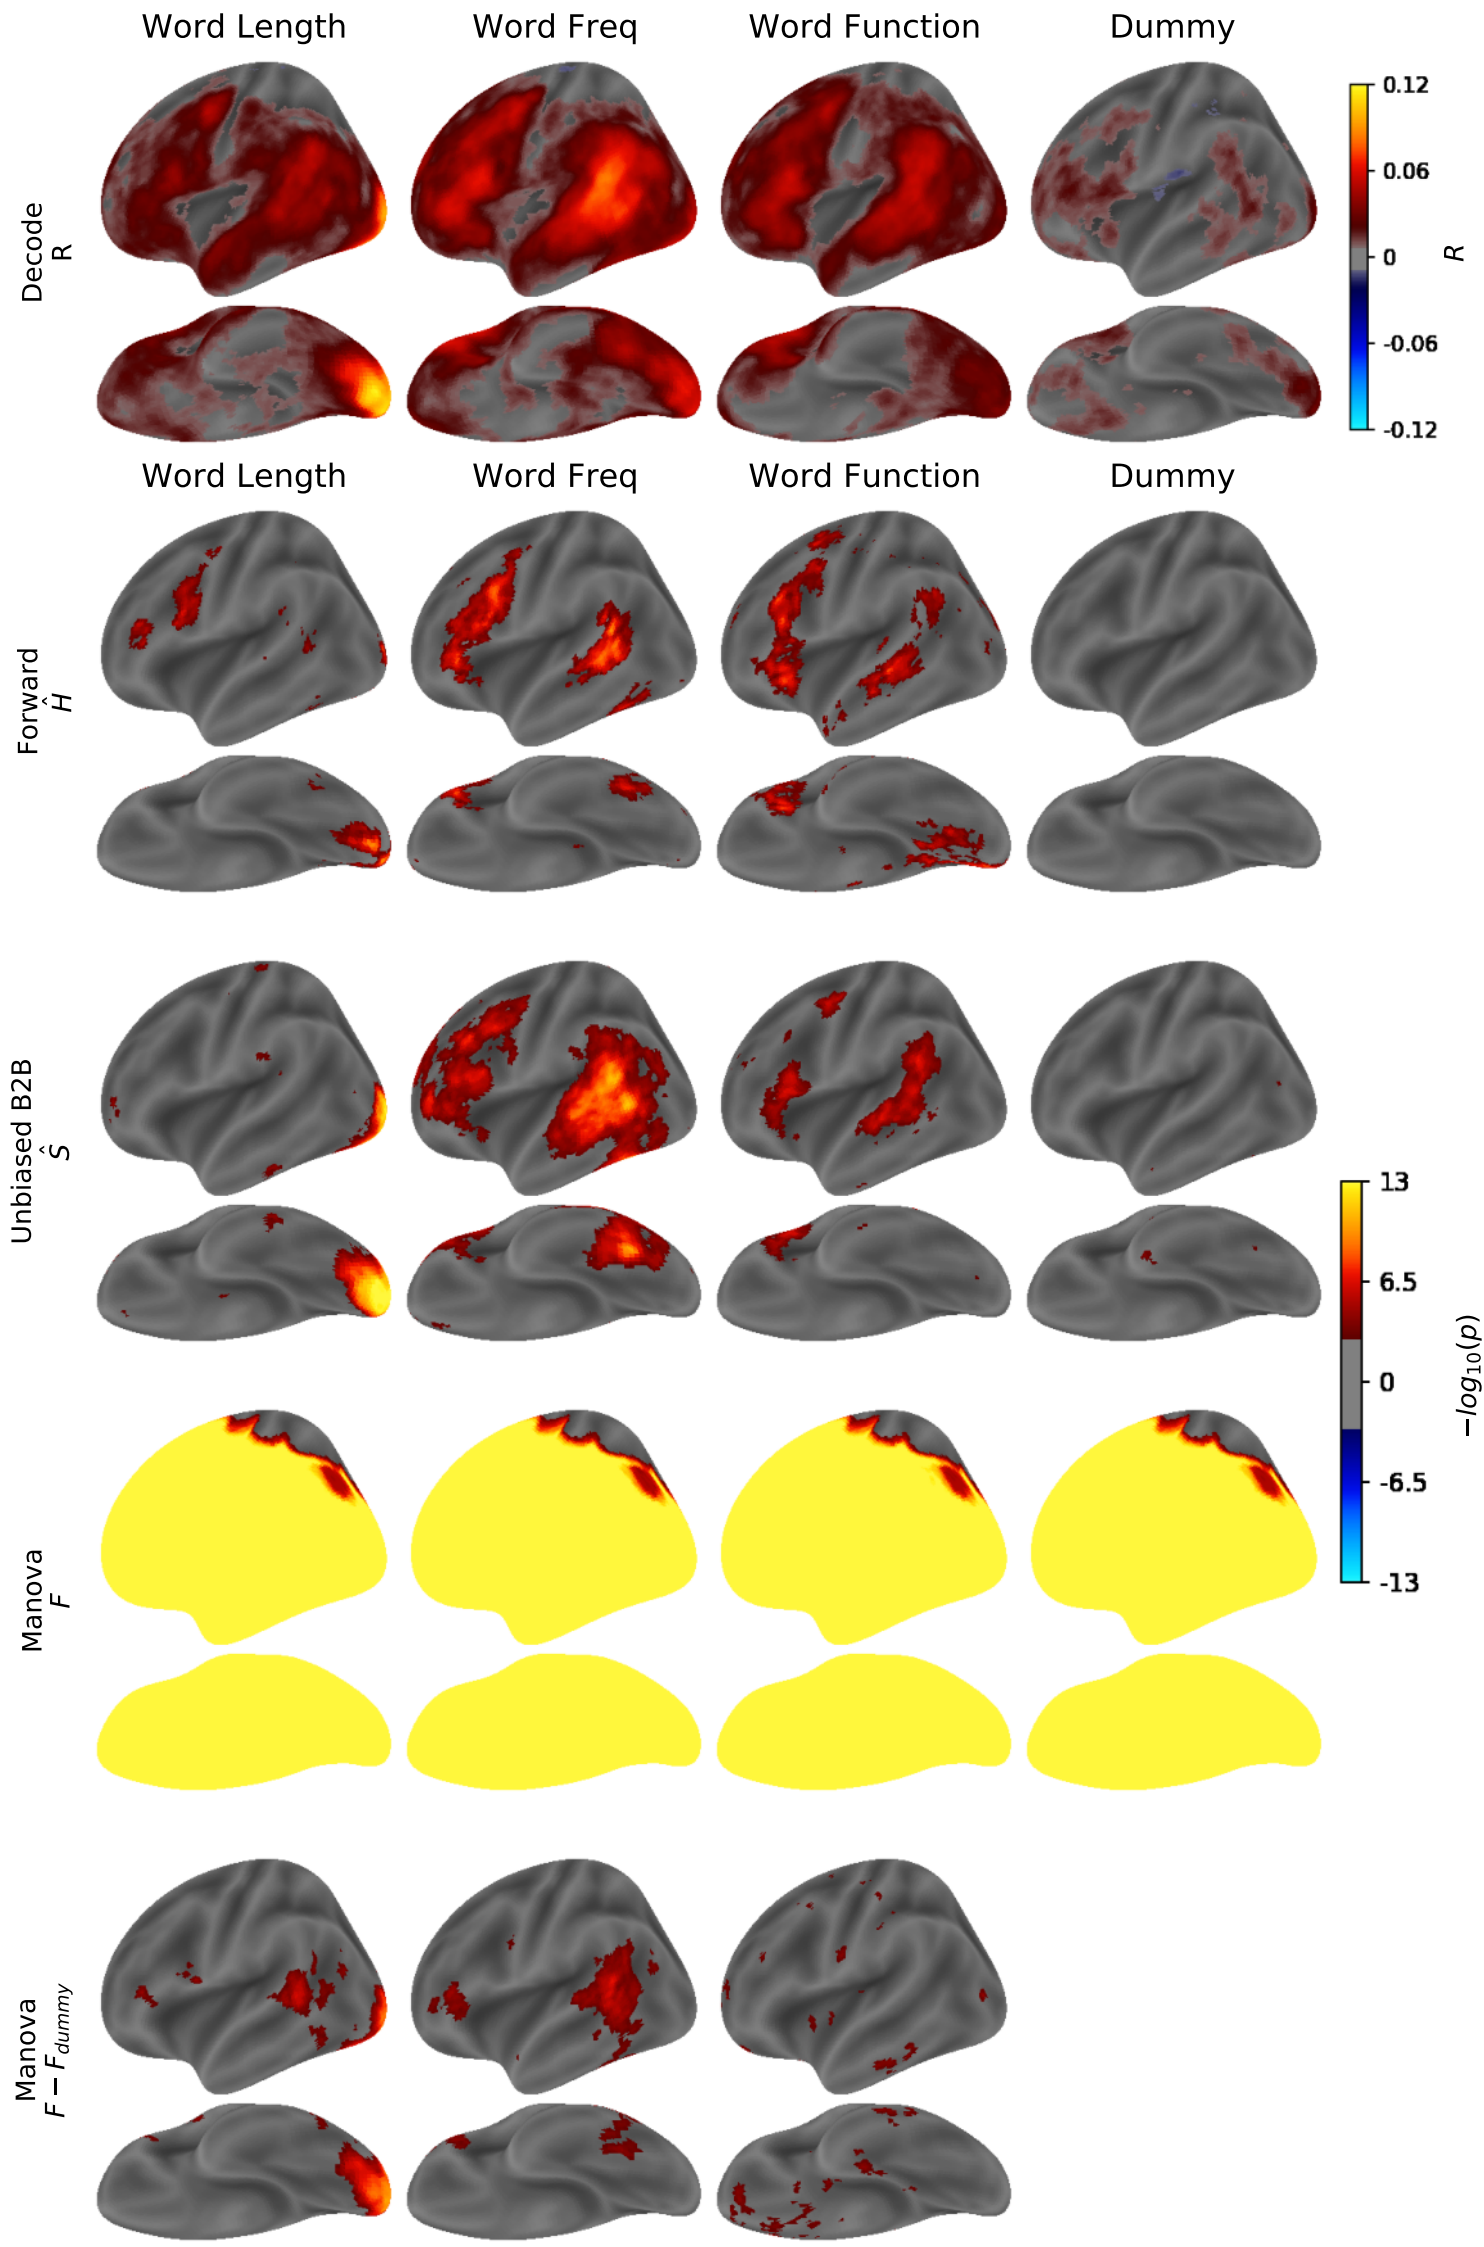 Word Length Word Freq Word Function Dummy
Decode
R
0.12
0.06
0
-0.06
-0.12
R
Word Length Word Freq Word Function Dummy
Forward
Ĥ
Unbiased B2B
Ŝ
13
6.5
0
-6.5
-13
−log₁₀(p)
Manova
F
Manova
F − F_dummy